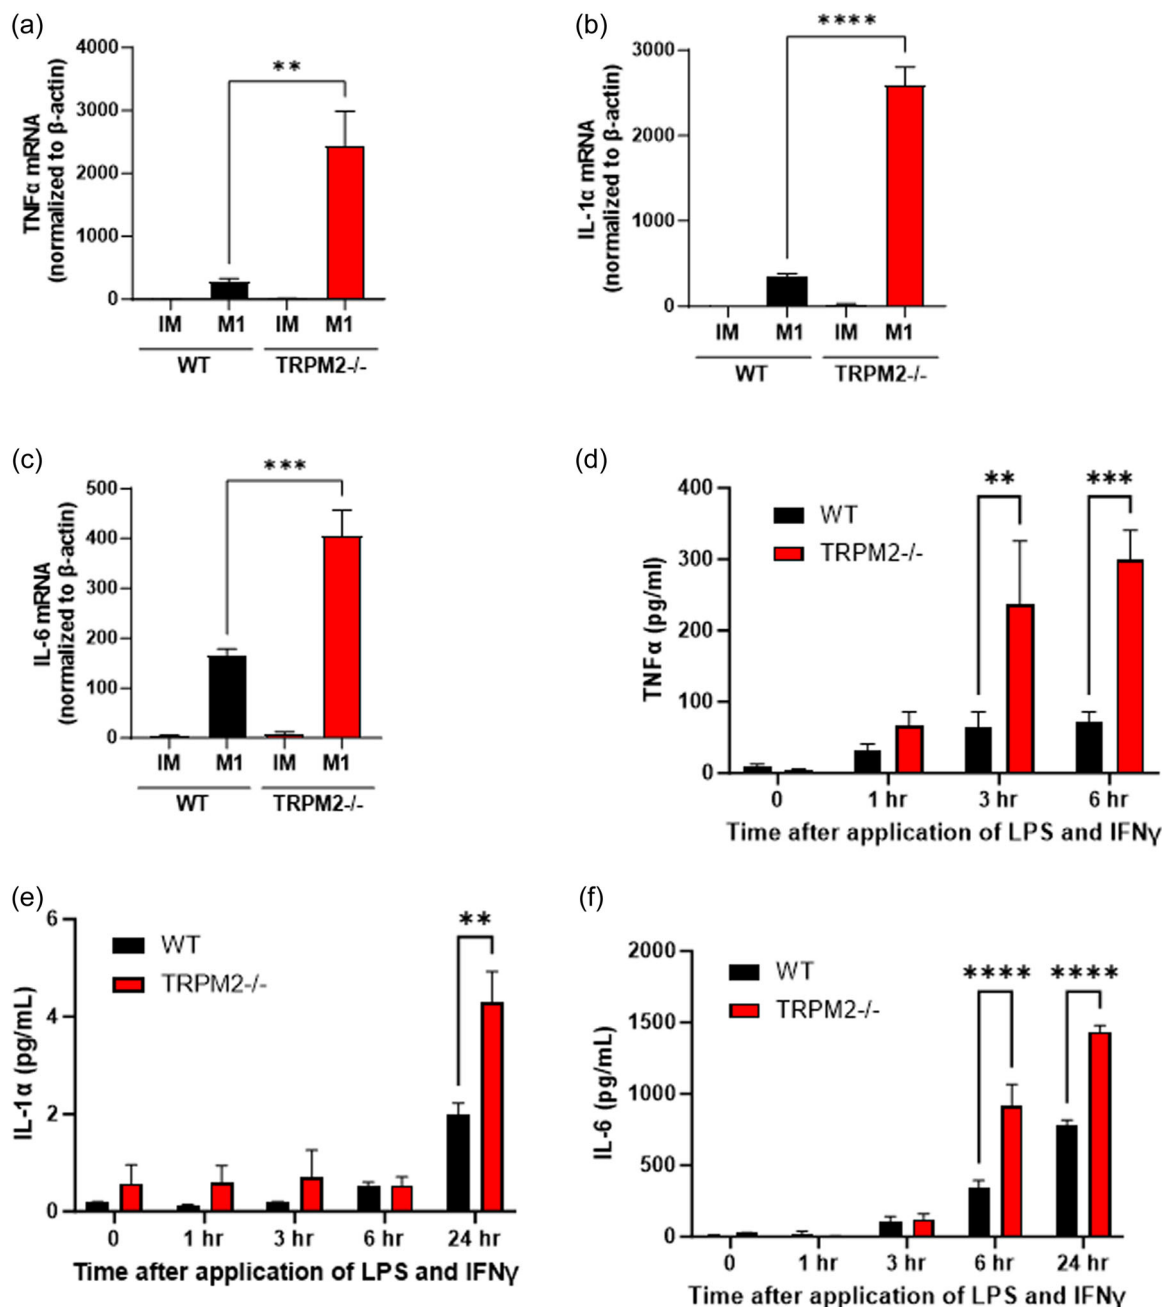 (a)
TNFα mRNA
(normalized to β-actin)
4000
3000
2000
1000
0
**
IM M1 IM M1
WT TRPM2-/-
(b)
IL-1α mRNA
(normalized to β-actin)
3000
2000
1000
0
****
IM M1 IM M1
WT TRPM2-/-
(c)
IL-6 mRNA
(normalized to β-actin)
500
400
300
200
100
0
***
IM M1 IM M1
WT TRPM2-/-
(d)
TNFα (pg/ml)
400
300
200
100
0
WT
TRPM2-/-
** ***
0 1 hr 3 hr 6 hr
Time after application of LPS and IFNγ
(e)
IL-1α (pg/mL)
6
4
2
0
WT
TRPM2-/-
**
0 1 hr 3 hr 6 hr 24 hr
Time after application of LPS and IFNγ
(f)
IL-6 (pg/mL)
2000
1500
1000
500
0
WT
TRPM2-/-
**** ****
0 1 hr 3 hr 6 hr 24 hr
Time after application of LPS and IFNγ